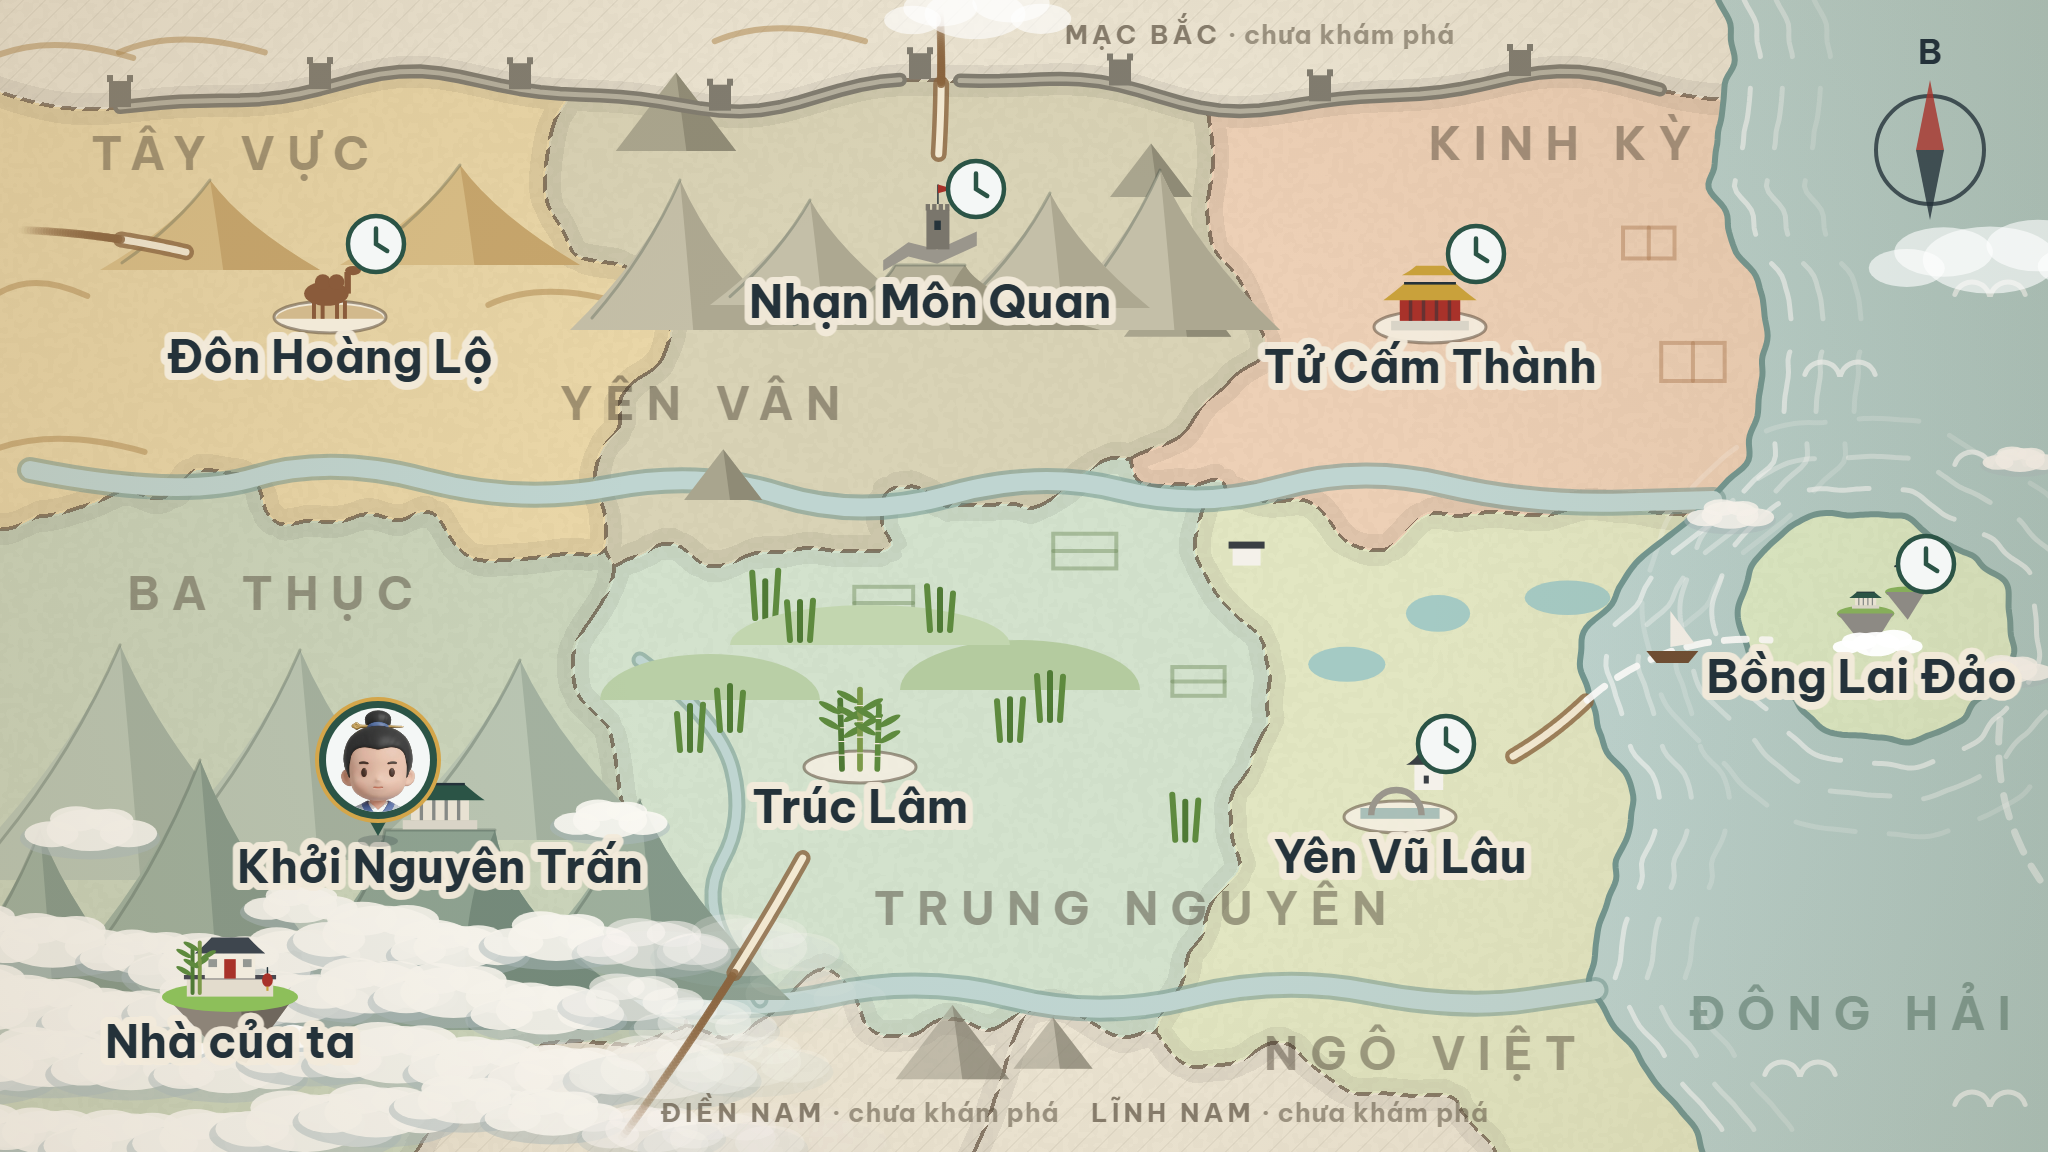 MẠC BẮC · chưa khám phá
B
TÂY VỰC
KINH KỲ
Nhạn Môn Quan
Đôn Hoàng Lộ
Tử Cấm Thành
YÊN VÂN
BA THỤC
Bồng Lai Đảo
Trúc Lâm
Yên Vũ Lâu
Khởi Nguyên Trấn
TRUNG NGUYÊN
ĐÔNG HẢI
Nhà của ta
NGÔ VIỆT
ĐIỀN NAM · chưa khám phá
LĨNH NAM · chưa khám phá